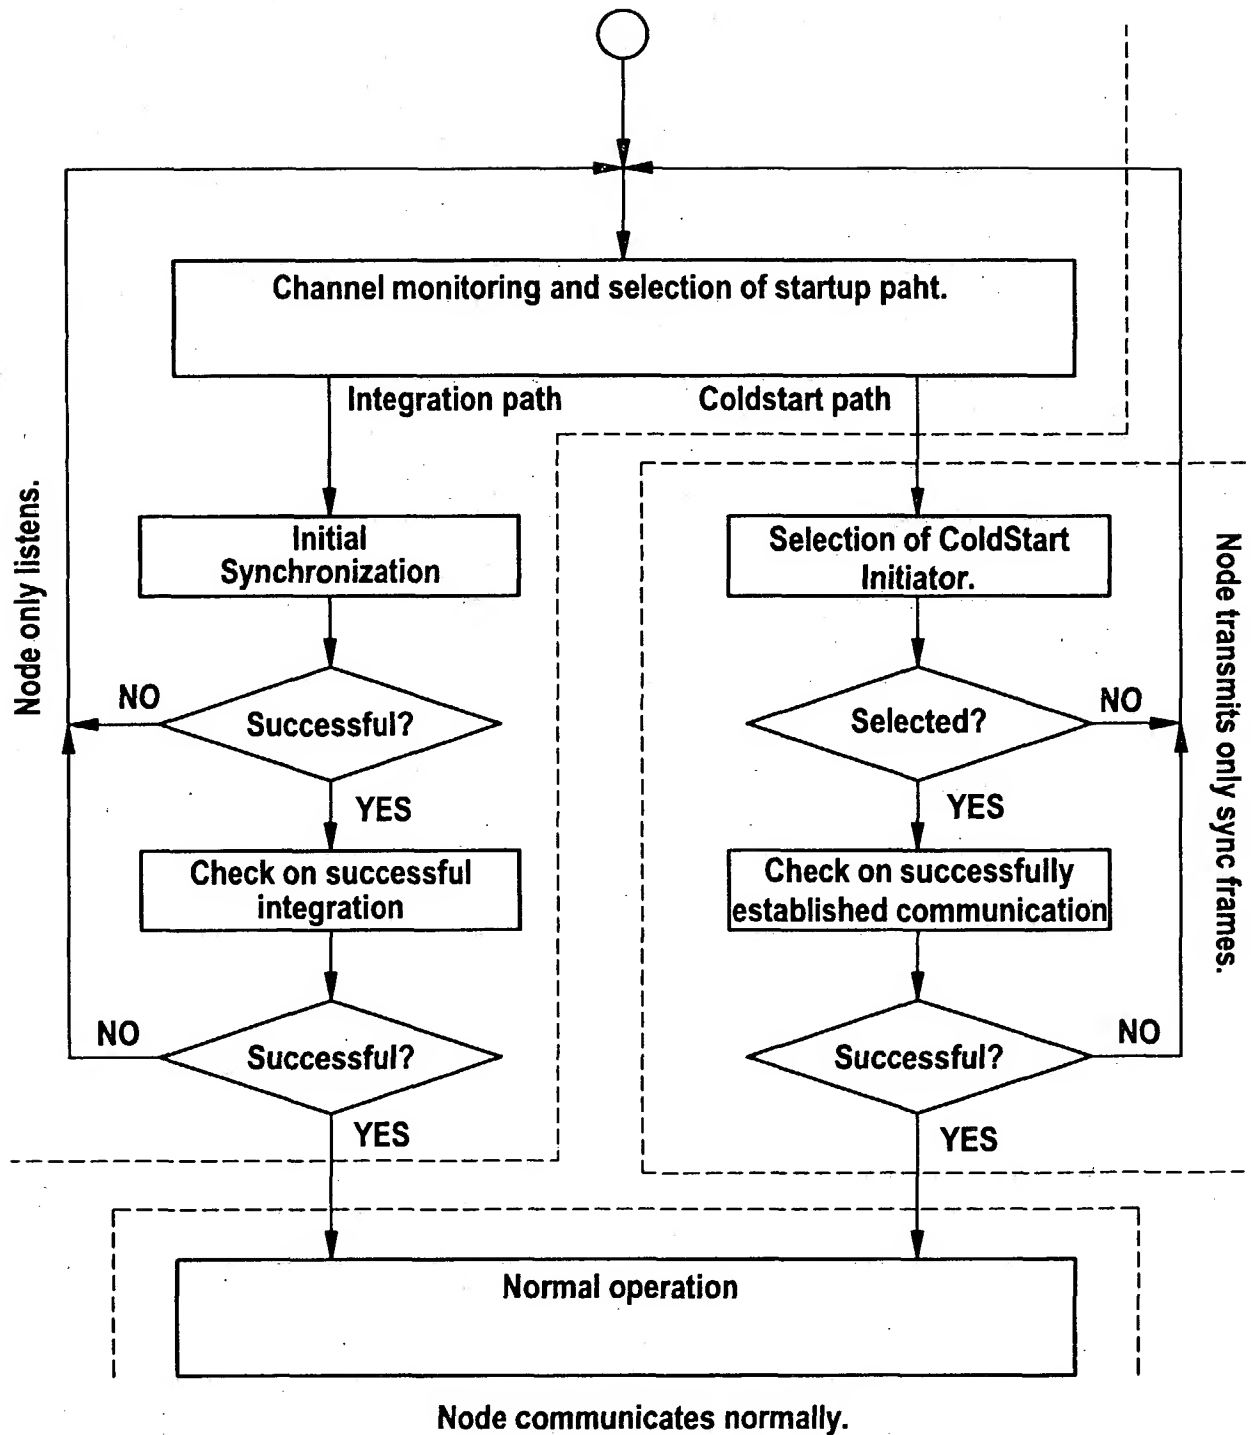 Channel monitoring and selection of startup paht.
Integration path
Coldstart path
Node only listens.
Initial
Synchronization
Selection of ColdStart
Initiator.
Node transmits only sync frames.
NO
Successful?
Selected?
NO
YES
YES
Check on successful
integration
Check on successfully
established communication
NO
Successful?
Successful?
NO
YES
YES
Normal operation
Node communicates normally.